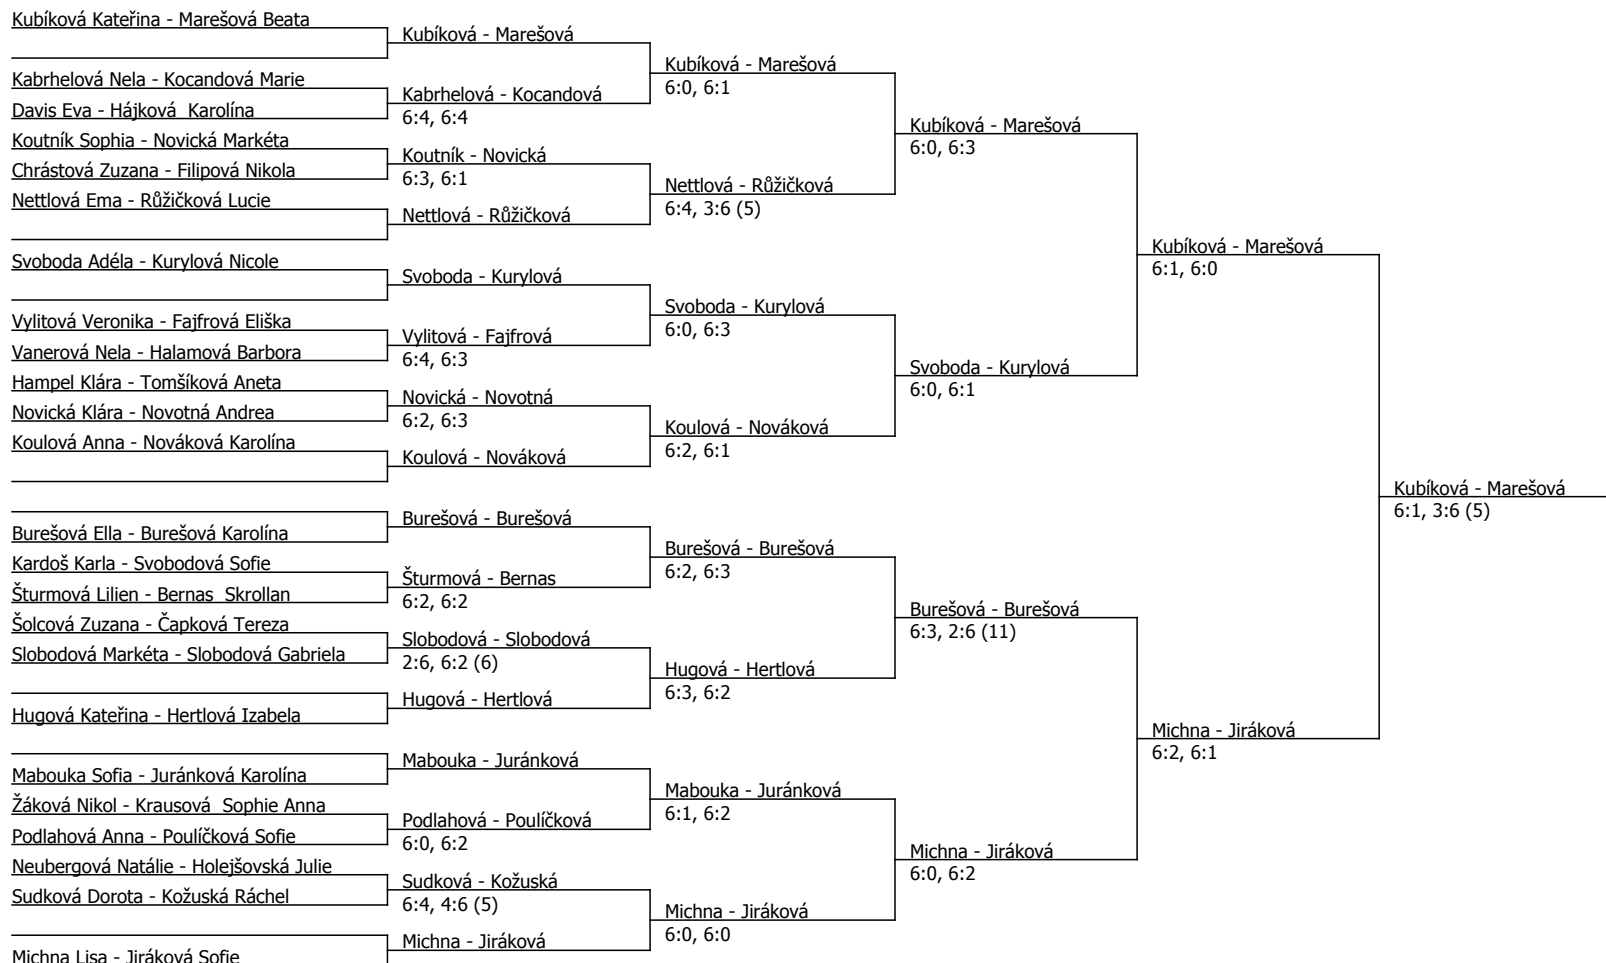 Kubíková Kateřina - Marešová Beata
Kabrhelová Nela - Kocandová Marie
Davis Eva - Hájková  Karolína
Koutník Sophia - Novická Markéta
Chrástová Zuzana - Filipová Nikola
Nettlová Ema - Růžičková Lucie
Svoboda Adéla - Kurylová Nicole
Vylitová Veronika - Fajfrová Eliška
Vanerová Nela - Halamová Barbora
Hampel Klára - Tomšíková Aneta
Novická Klára - Novotná Andrea
Koulová Anna - Nováková Karolína
Burešová Ella - Burešová Karolína
Kardoš Karla - Svobodová Sofie
Šturmová Lilien - Bernas  Skrollan
Šolcová Zuzana - Čapková Tereza
Slobodová Markéta - Slobodová Gabriela
Hugová Kateřina - Hertlová Izabela
Mabouka Sofia - Juránková Karolína
Žáková Nikol - Krausová  Sophie Anna
Podlahová Anna - Poulíčková Sofie
Neubergová Natálie - Holejšovská Julie
Sudková Dorota - Kožuská Ráchel
Michna Lisa - Jiráková Sofie
Kubíková - Marešová
Kabrhelová - Kocandová
6:4, 6:4
Koutník - Novická
6:3, 6:1
Nettlová - Růžičková
Svoboda - Kurylová
Vylitová - Fajfrová
6:4, 6:3
Novická - Novotná
6:2, 6:3
Koulová - Nováková
Burešová - Burešová
Šturmová - Bernas
6:2, 6:2
Slobodová - Slobodová
2:6, 6:2 (6)
Hugová - Hertlová
Mabouka - Juránková
Podlahová - Poulíčková
6:0, 6:2
Sudková - Kožuská
6:4, 4:6 (5)
Michna - Jiráková
Kubíková - Marešová
6:0, 6:1
Nettlová - Růžičková
6:4, 3:6 (5)
Svoboda - Kurylová
6:0, 6:3
Koulová - Nováková
6:2, 6:1
Burešová - Burešová
6:2, 6:3
Hugová - Hertlová
6:3, 6:2
Mabouka - Juránková
6:1, 6:2
Michna - Jiráková
6:0, 6:0
Kubíková - Marešová
6:0, 6:3
Svoboda - Kurylová
6:0, 6:1
Burešová - Burešová
6:3, 2:6 (11)
Michna - Jiráková
6:0, 6:2
Kubíková - Marešová
6:1, 6:0
Michna - Jiráková
6:2, 6:1
Kubíková - Marešová
6:1, 3:6 (5)